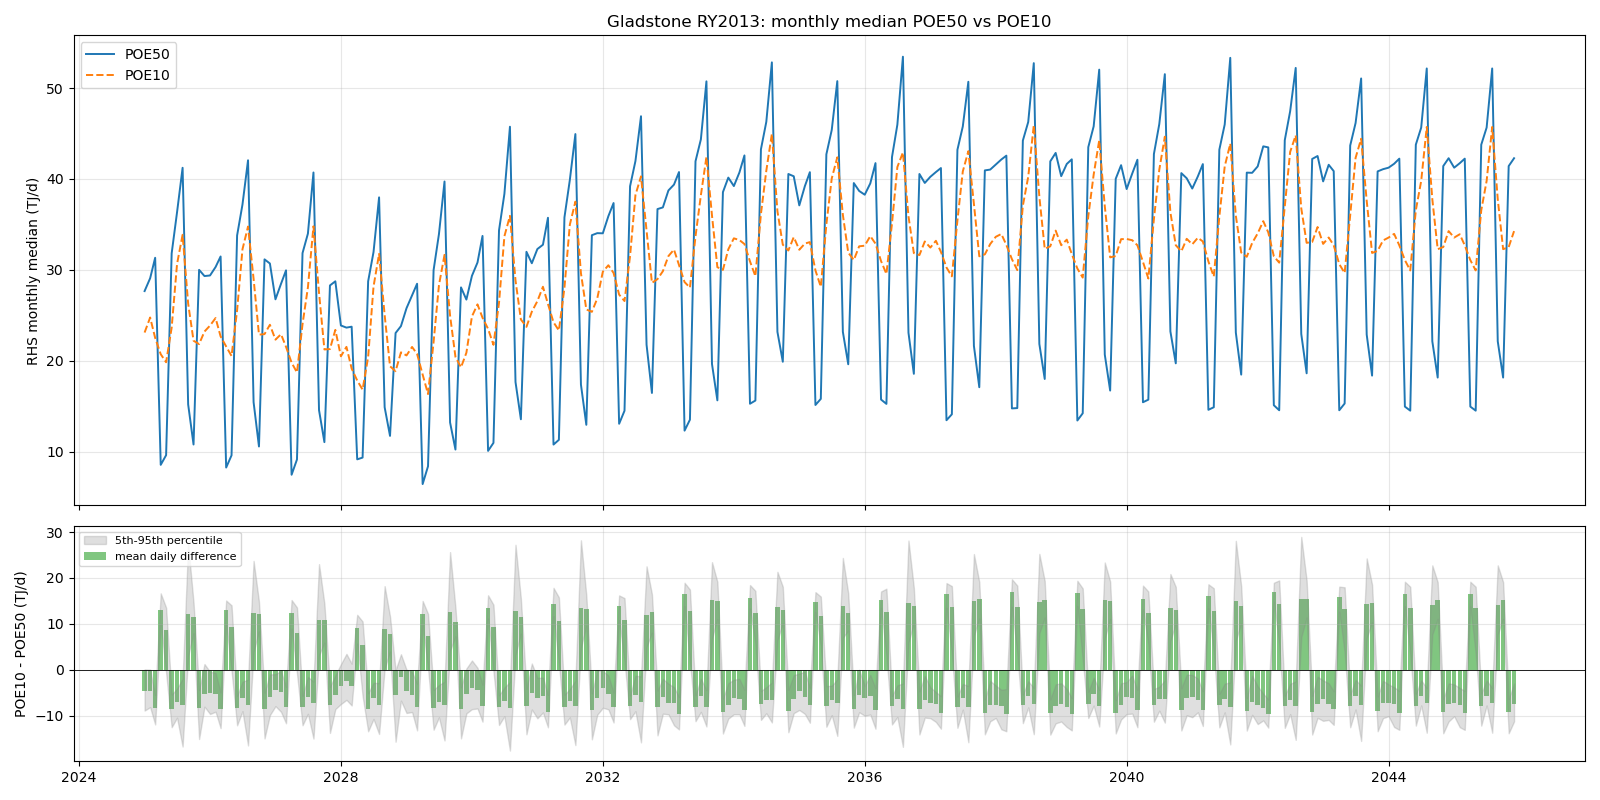 Gladstone RY2013: monthly median POE50 vs POE10
POE50
POE10
RHS monthly median (TJ/d)
50
40
30
20
10
5th-95th percentile
mean daily difference
POE10 - POE50 (TJ/d)
30
20
10
0
−10
2024 2028 2032 2036 2040 2044